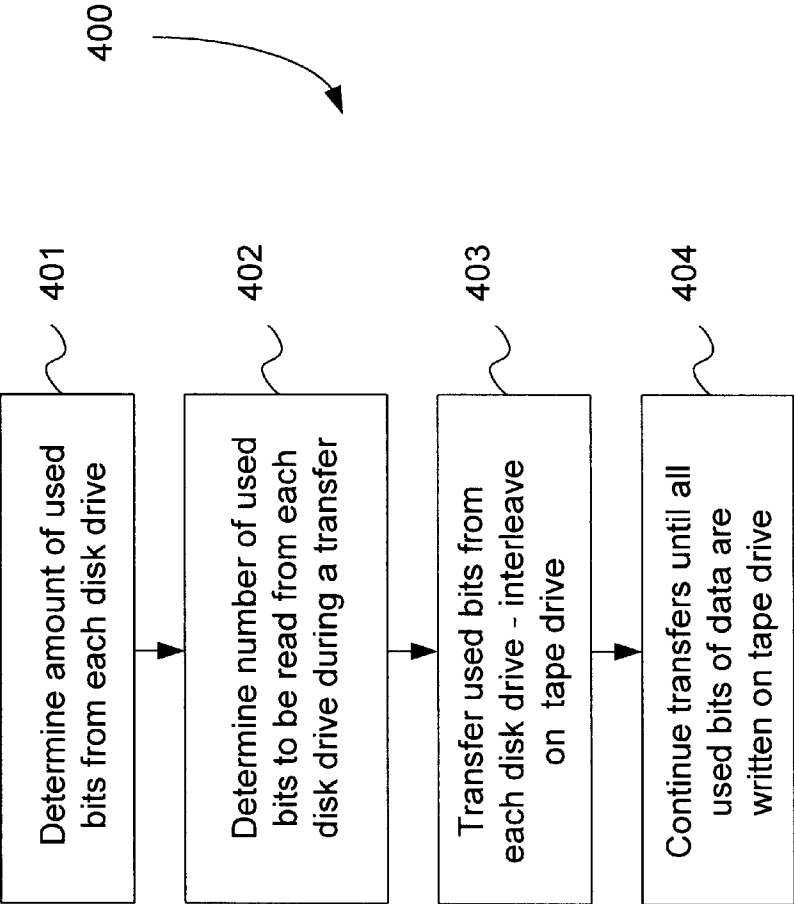 400
401
Determine amount of used
bits from each disk drive
402
Determine number of used
bits to be read from each
disk drive during a transfer
403
Transfer used bits from
each disk drive - interleave
on tape drive
404
Continue transfers until all
used bits of data are
written on tape drive